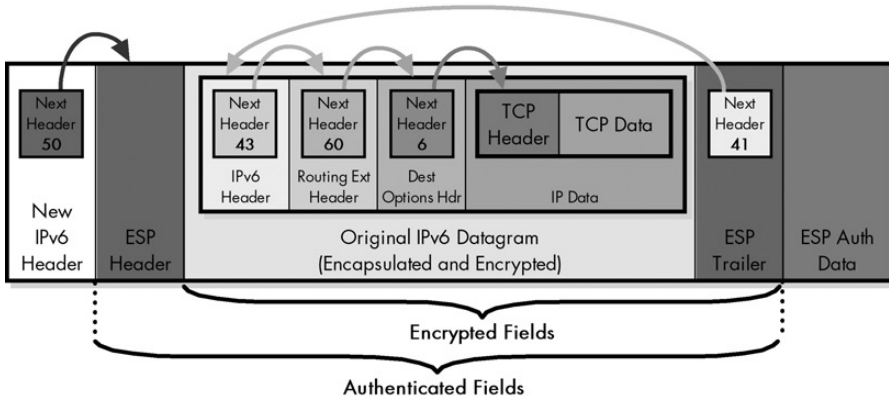 Next
Header
50
New
IPv6
Header
ESP
Header
Next
Header
43
IPv6
Header
Next
Header
60
Routing Ext
Header
Next
Header
6
Dest
Options Hdr
TCP
Header
TCP Data
IP Data
Original IPv6 Datagram
(Encapsulated and Encrypted)
Next
Header
41
ESP
Trailer
ESP Auth
Data
Encrypted Fields
Authenticated Fields